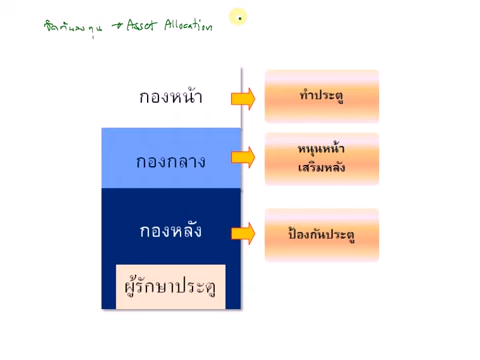 → Asset Allocation
กองหน้า
ทำประตู
กองกลาง
หนุนหน้า
เสริมหลัง
กองหลัง
ป้องกันประตู
ผู้รักษาประตู